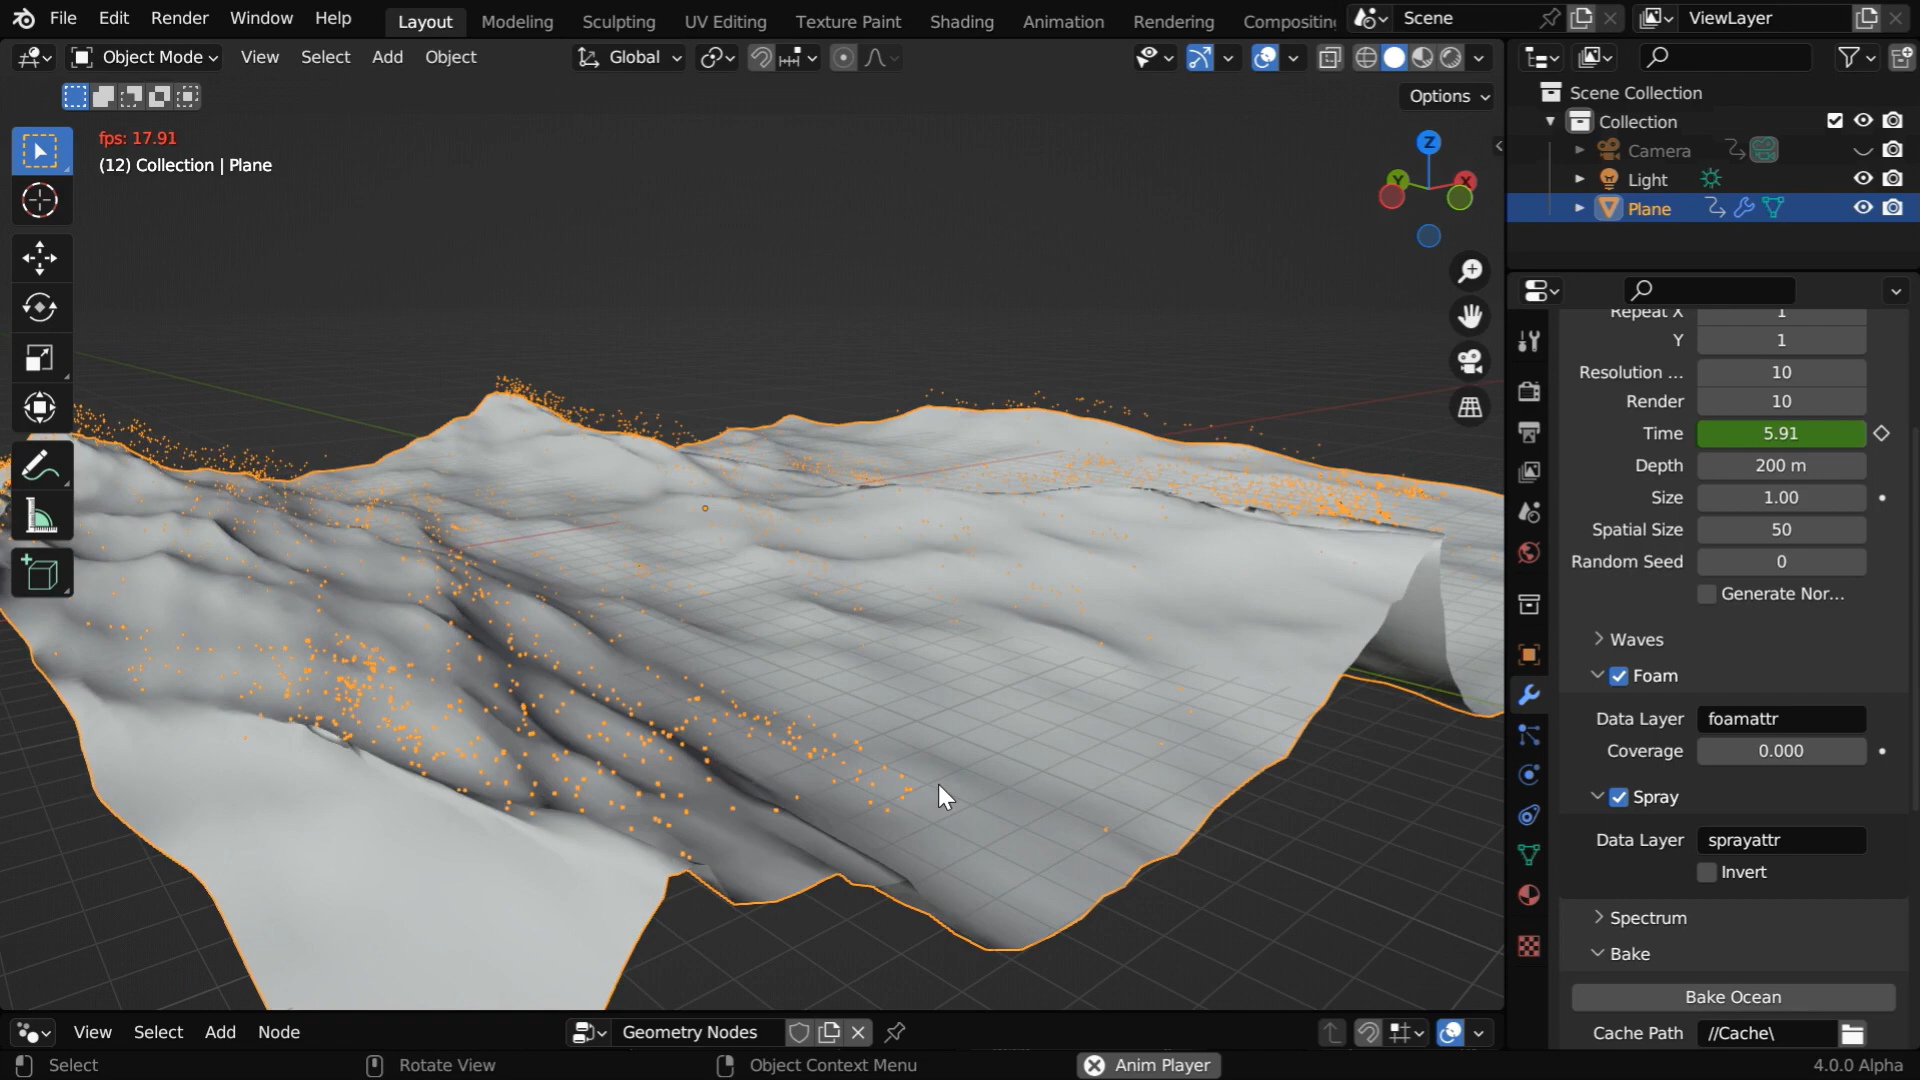 File Edit Render Window Help Layout Modeling Sculpting UV Editing Texture Paint Shading Animation Rendering Compositing Scene ViewLayer
Object Mode View Select Add Object Global
Options
fps: 17.91
(12) Collection | Plane
Z
Y
X
Scene Collection
Collection
Camera
Light
Plane
Repeat X 1
Y 1
Resolution ... 10
Render 10
Time 5.91
Depth 200 m
Size 1.00
Spatial Size 50
Random Seed 0
Generate Nor...
Waves
Foam
Data Layer foamattr
Coverage 0.000
Spray
Data Layer sprayattr
Invert
Spectrum
Bake
Bake Ocean
Cache Path //Cache\
View Select Add Node Geometry Nodes
Select Rotate View Object Context Menu Anim Player 4.0.0 Alpha